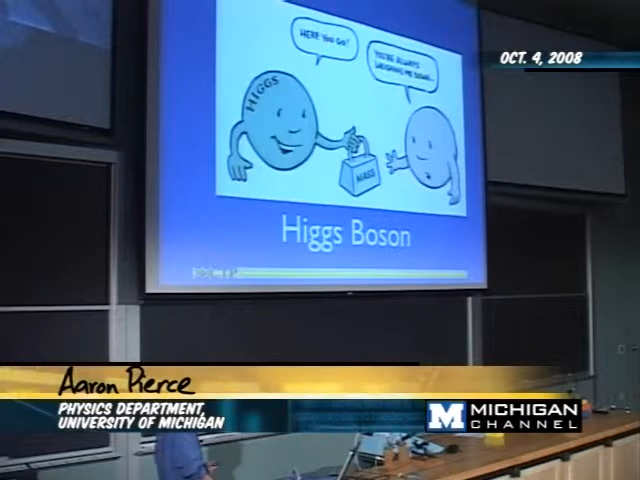 OCT. 4, 2008
HERE YOU GO!
YOU'RE ALWAYS
WEIGHING ME DOWN...
HIGGS
MASS
Higgs Boson
Aaron Pierce
PHYSICS DEPARTMENT,
UNIVERSITY OF MICHIGAN
M MICHIGAN
CHANNEL